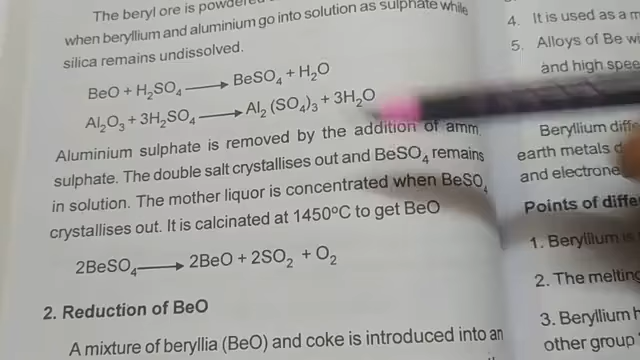 The beryl ore is powdered
when beryllium and aluminium go into solution as sulphate while
silica remains undissolved.
BeO + H₂SO₄ ⟶ BeSO₄ + H₂O
Al₂O₃ + 3H₂SO₄ ⟶ Al₂ (SO₄)₃ + 3H₂O
Aluminium sulphate is removed by the addition of amm.
sulphate. The double salt crystallises out and BeSO₄ remains
in solution. The mother liquor is concentrated when BeSO₄
crystallises out. It is calcinated at 1450ºC to get BeO
2BeSO₄ ⟶ 2BeO + 2SO₂ + O₂
2. Reduction of BeO
A mixture of beryllia (BeO) and coke is introduced into an
4. It is used as a m
5. Alloys of Be wi
and high spee
Beryllium diffe
earth metals
and electrone
Points of diffe
1. Beryllium is
2. The melting
3. Beryllium h
other group